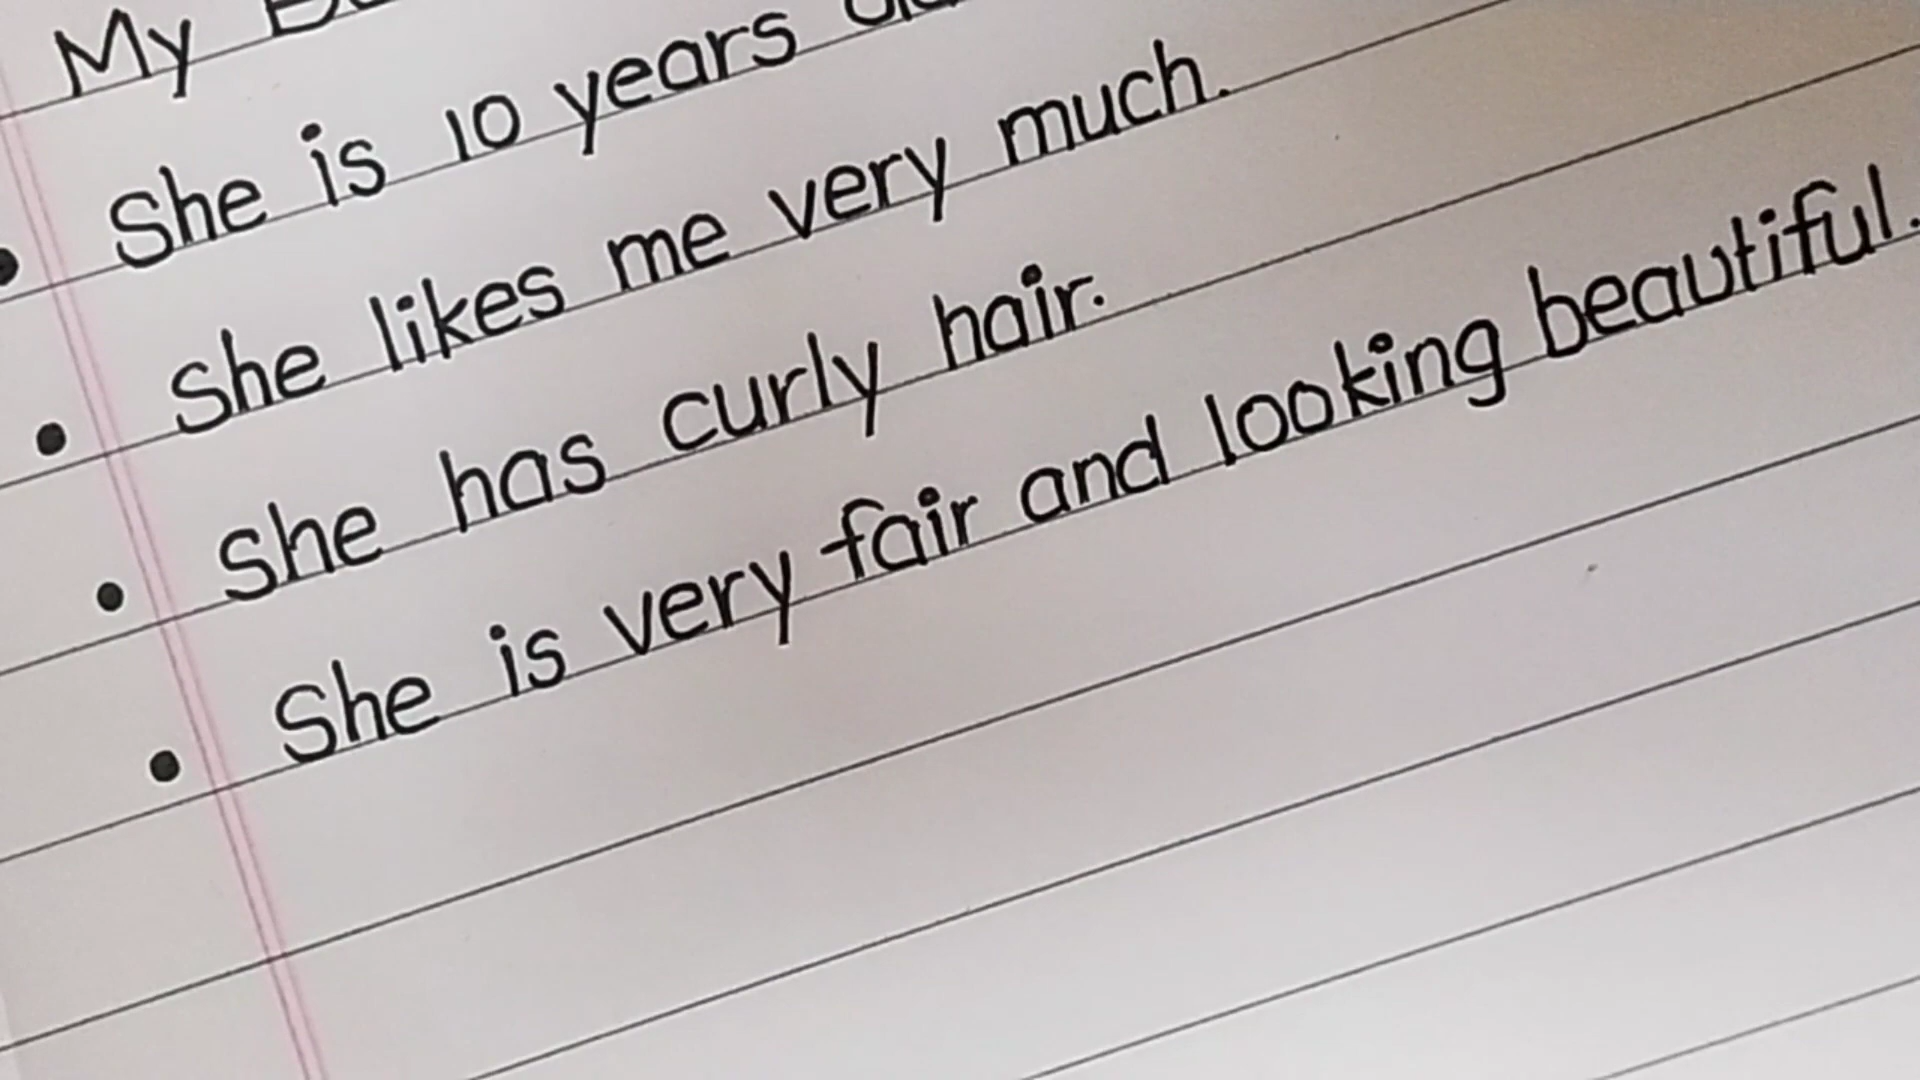 My
She is 10 years
She likes me very much.
She has curly hair.
She is very fair and looking beautiful.